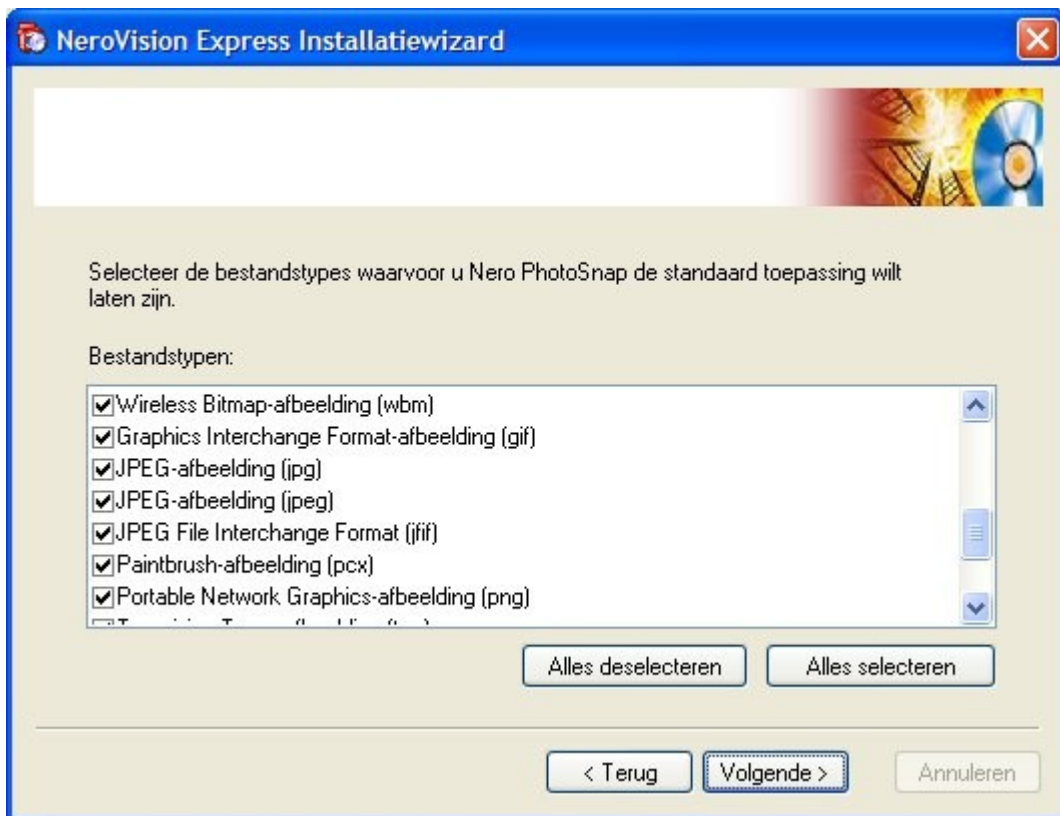 NeroVision Express Installatiewizard
Selecteer de bestandstypes waarvoor u Nero PhotoSnap de standaard toepassing wilt
laten zijn.
Bestandstypen:
Wireless Bitmap-afbeelding (wbm)
Graphics Interchange Format-afbeelding (gif)
JPEG-afbeelding (jpg)
JPEG-afbeelding (jpeg)
JPEG File Interchange Format (jfif)
Paintbrush-afbeelding (pcx)
Portable Network Graphics-afbeelding (png)
Alles deselecteren
Alles selecteren
< Terug
Volgende >
Annuleren